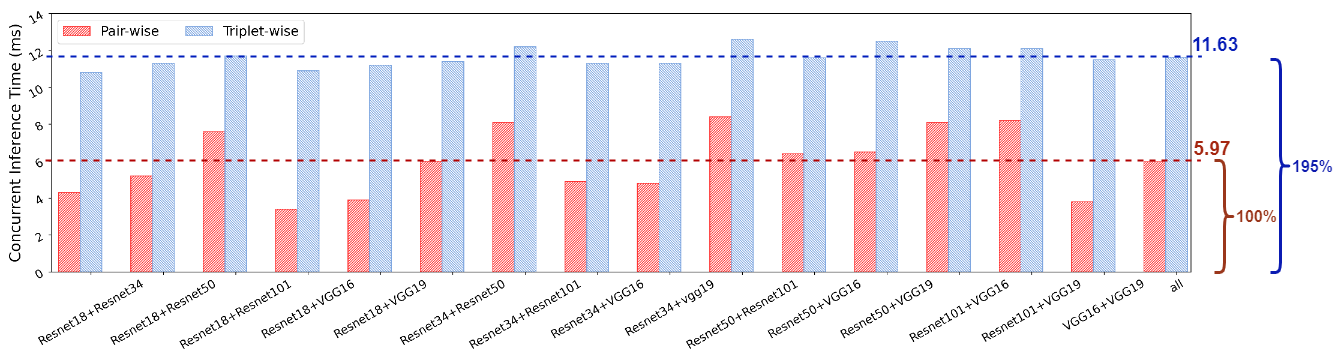 Concurrent Inference Time (ms)
14
12
10
8
6
4
2
0
Pair-wise
Triplet-wise
11.63
5.97
195%
100%
Resnet18+Resnet34
Resnet18+Resnet50
Resnet18+Resnet101
Resnet18+VGG16
Resnet18+VGG19
Resnet34+Resnet50
Resnet34+Resnet101
Resnet34+VGG16
Resnet34+vgg19
Resnet50+Resnet101
Resnet50+VGG16
Resnet50+VGG19
Resnet101+VGG16
Resnet101+VGG19
VGG16+VGG19
all